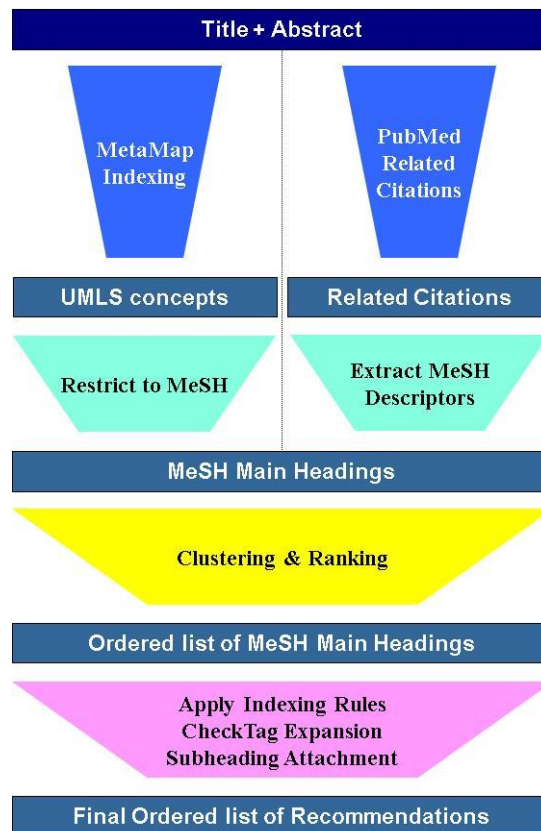 Title + Abstract
MetaMap
Indexing
PubMed
Related
Citations
UMLS concepts
Related Citations
Restrict to MeSH
Extract MeSH
Descriptors
MeSH Main Headings
Clustering & Ranking
Ordered list of MeSH Main Headings
Apply Indexing Rules
CheckTag Expansion
Subheading Attachment
Final Ordered list of Recommendations